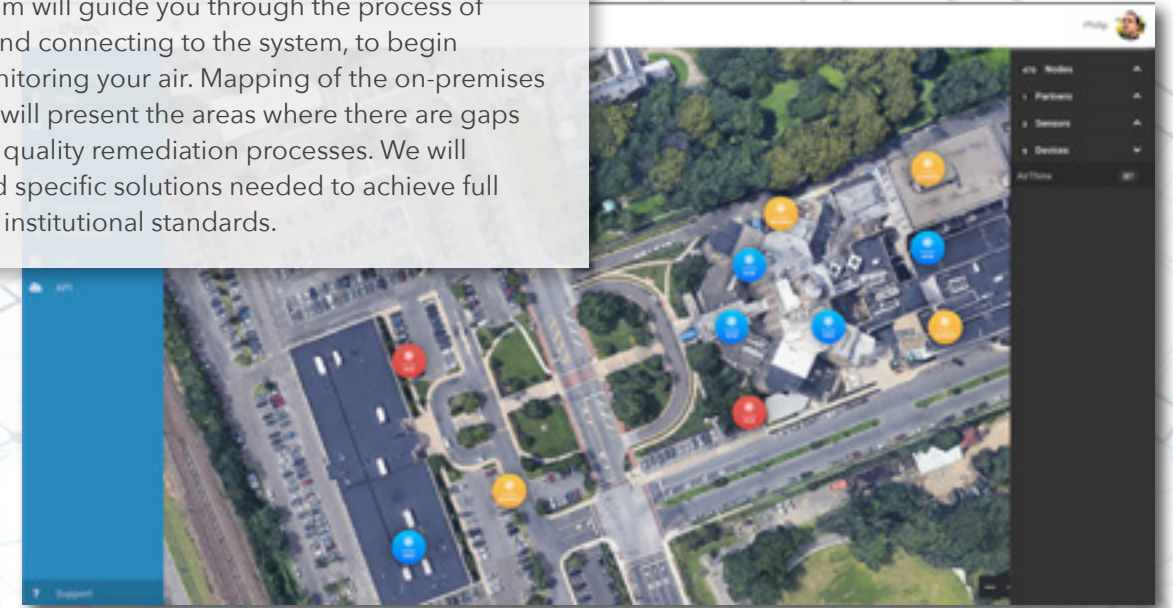 m will guide you through the process of
nd connecting to the system, to begin
nitoring your air. Mapping of the on-premises
will present the areas where there are gaps
quality remediation processes. We will
d specific solutions needed to achieve full
institutional standards.
Philip
Nodes
Partners
Sensors
Devices
AirThinx
API
? Support